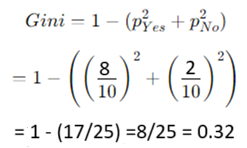 Gini = 1 − (p²Yes + p²No)
= 1 − ((8/10)² + (2/10)²)
= 1 - (17/25) =8/25 = 0.32